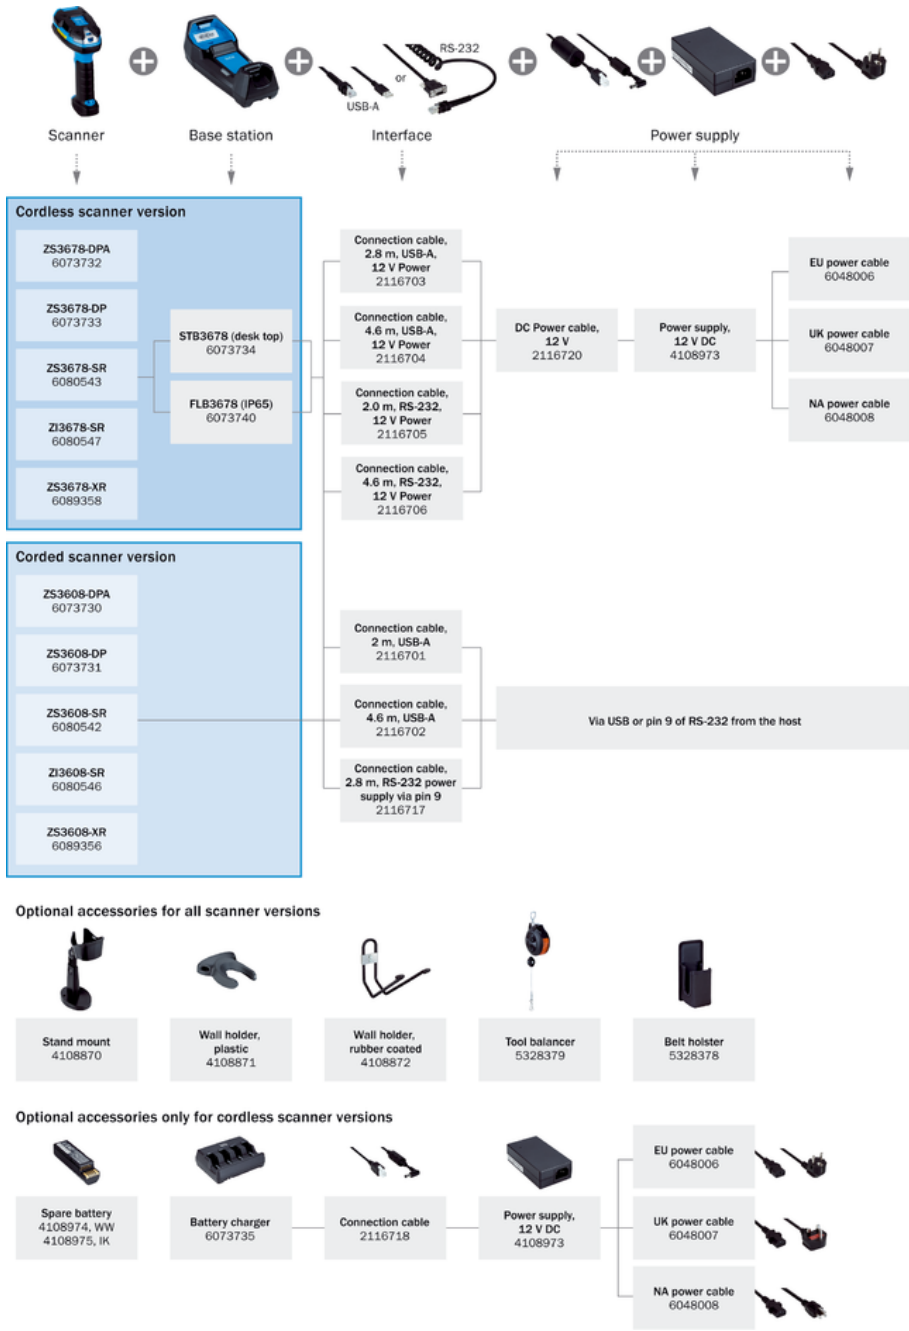 RS-232
or
USB-A
Scanner
Base station
Interface
Power supply
Cordless scanner version
ZS3678-DPA
6073732
ZS3678-DP
6073733
ZS3678-SR
6080543
ZI3678-SR
6080547
ZS3678-XR
6089358
STB3678 (desk top)
6073734
FLB3678 (IP65)
6073740
Connection cable,
2.8 m, USB-A,
12 V Power
2116703
Connection cable,
4.6 m, USB-A,
12 V Power
2116704
Connection cable,
2.0 m, RS-232,
12 V Power
2116705
Connection cable,
4.6 m, RS-232,
12 V Power
2116706
DC Power cable,
12 V
2116720
Power supply,
12 V DC
4108973
EU power cable
6048006
UK power cable
6048007
NA power cable
6048008
Corded scanner version
ZS3608-DPA
6073730
ZS3608-DP
6073731
ZS3608-SR
6080542
ZI3608-SR
6080546
ZS3608-XR
6089356
Connection cable,
2 m, USB-A
2116701
Connection cable,
4.6 m, USB-A
2116702
Connection cable,
2.8 m, RS-232 power
supply via pin 9
2116717
Via USB or pin 9 of RS-232 from the host
Optional accessories for all scanner versions
Stand mount
4108870
Wall holder,
plastic
4108871
Wall holder,
rubber coated
4108872
Tool balancer
5328379
Belt holster
5328378
Optional accessories only for cordless scanner versions
Spare battery
4108974, WW
4108975, IK
Battery charger
6073735
Connection cable
2116718
Power supply,
12 V DC
4108973
EU power cable
6048006
UK power cable
6048007
NA power cable
6048008